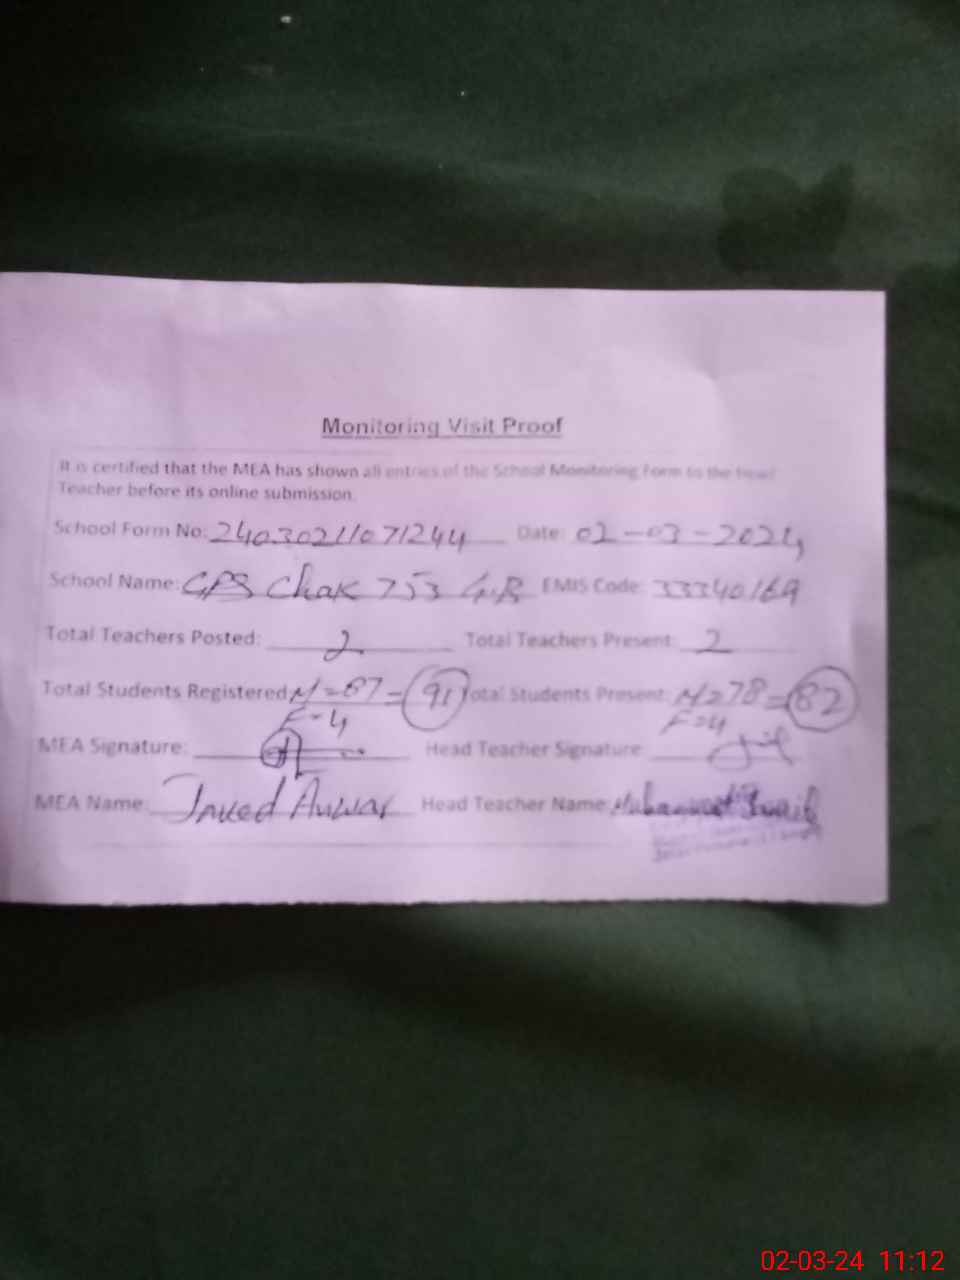 Monitoring Visit Proof
It is certified that the MEA has shown all entries of the School Monitoring Form to the Head
Teacher before its online submission.
School Form No: 24030211071244 Date: 02-03-2024
School Name: GPS Chak 753 G.B EMIS Code: 33340169
Total Teachers Posted: 2 Total Teachers Present: 2
Total Students Registered M=87=91 Total Students Present: M=78=82
F=4 F=4
MEA Signature: Head Teacher Signature
MEA Name: Javed Anwar Head Teacher Name: Muhammad
02-03-24 11:12